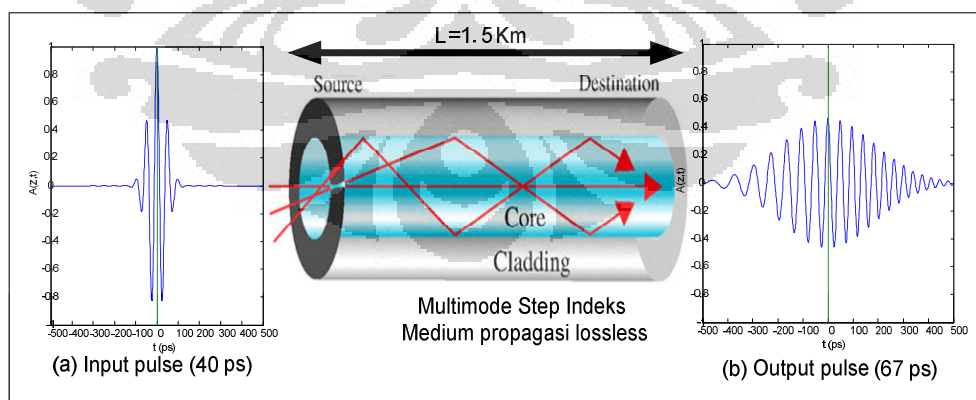 L=1.5 Km
Source
Destination
Core
Cladding
Multimode Step Indeks
Medium propagasi lossless
A(z,t)
1
0.8
0.6
0.4
0.2
0
-0.2
-0.4
-0.6
-0.8
-500 -400 -300 -200 -100 0 100 200 300 400 500
t (ps)
(a) Input pulse (40 ps)
A(z,t)
1
0.8
0.6
0.4
0.2
0
-0.2
-0.4
-0.6
-0.8
-500 -400 -300 -200 -100 0 100 200 300 400 500
t (ps)
(b) Output pulse (67 ps)